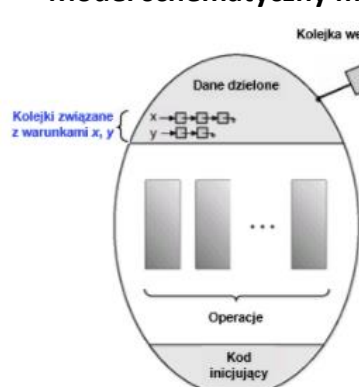 Kolejka we
Dane dzielone
Kolejki związane
z warunkami x, y
x
y
...
Operacje
Kod
inicjujący